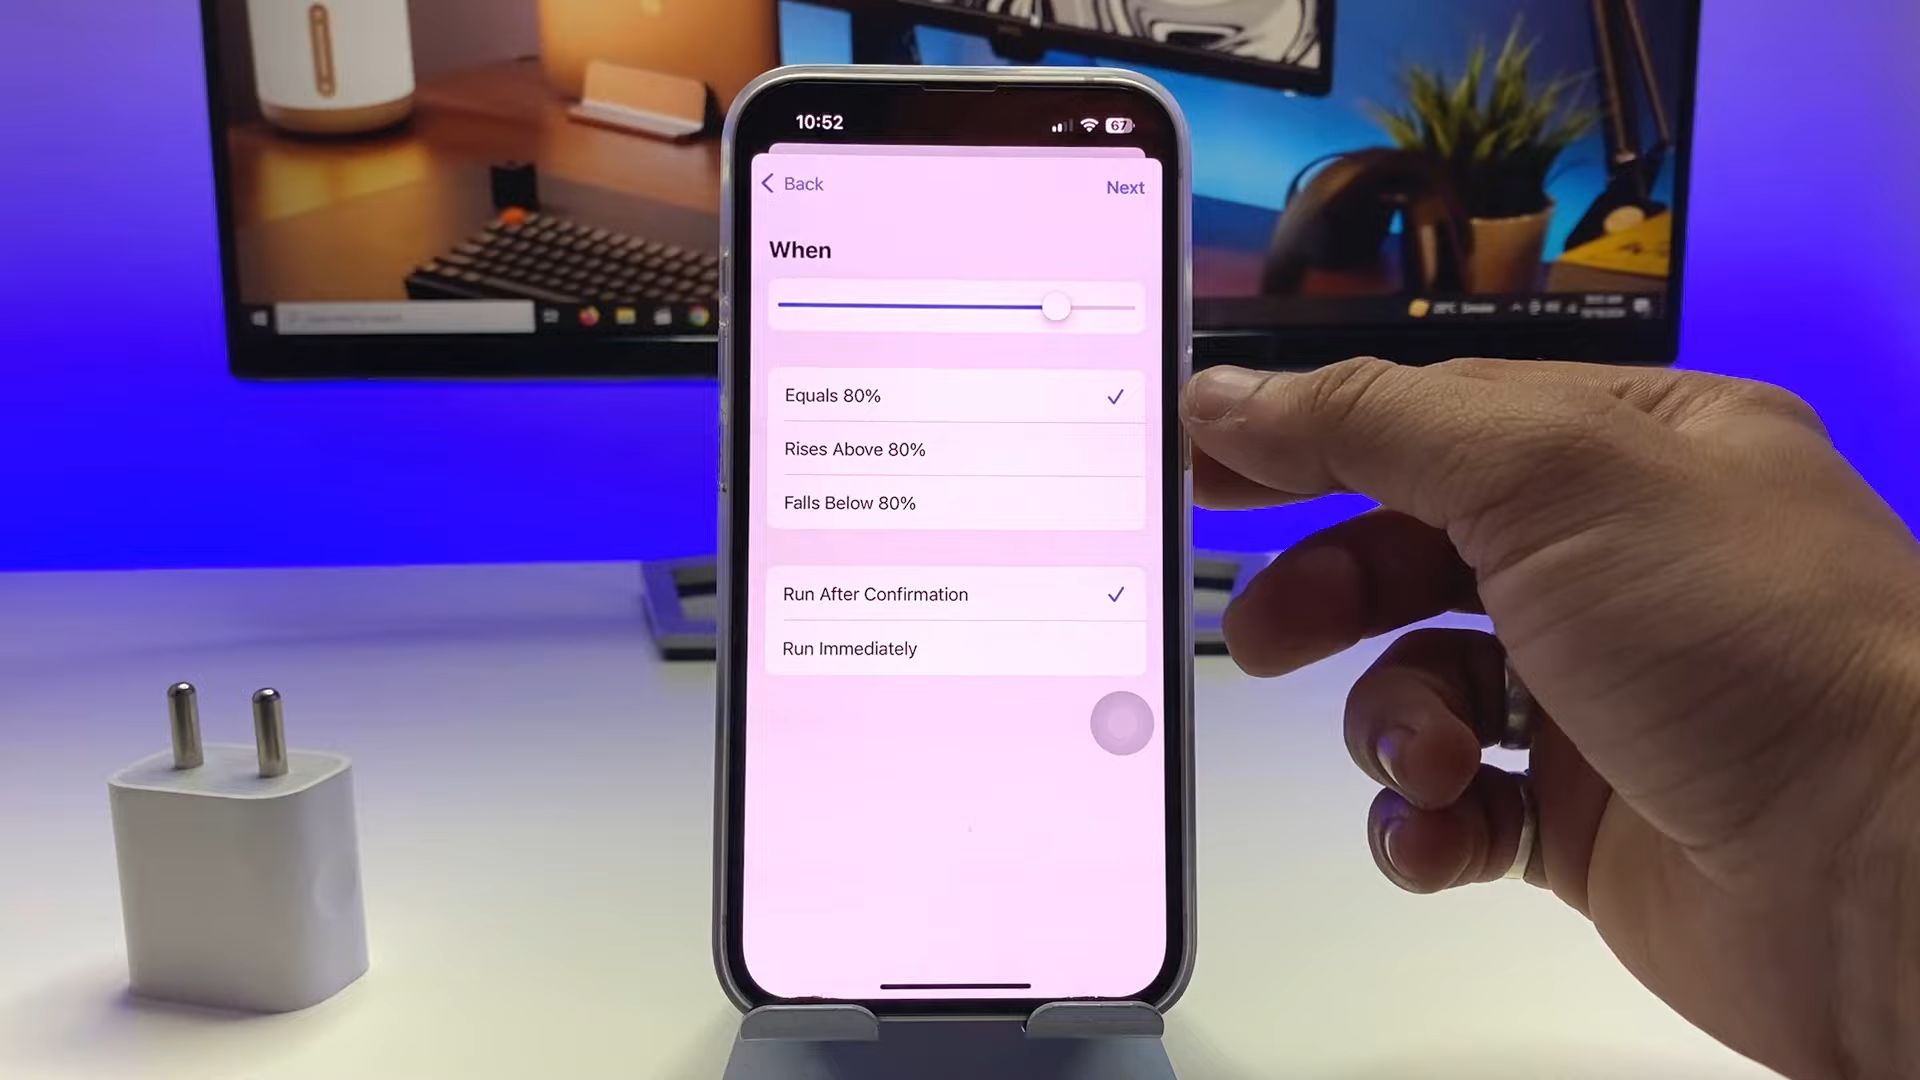 10:52
67
Back
Next
When
Equals 80%
Rises Above 80%
Falls Below 80%
Run After Confirmation
Run Immediately